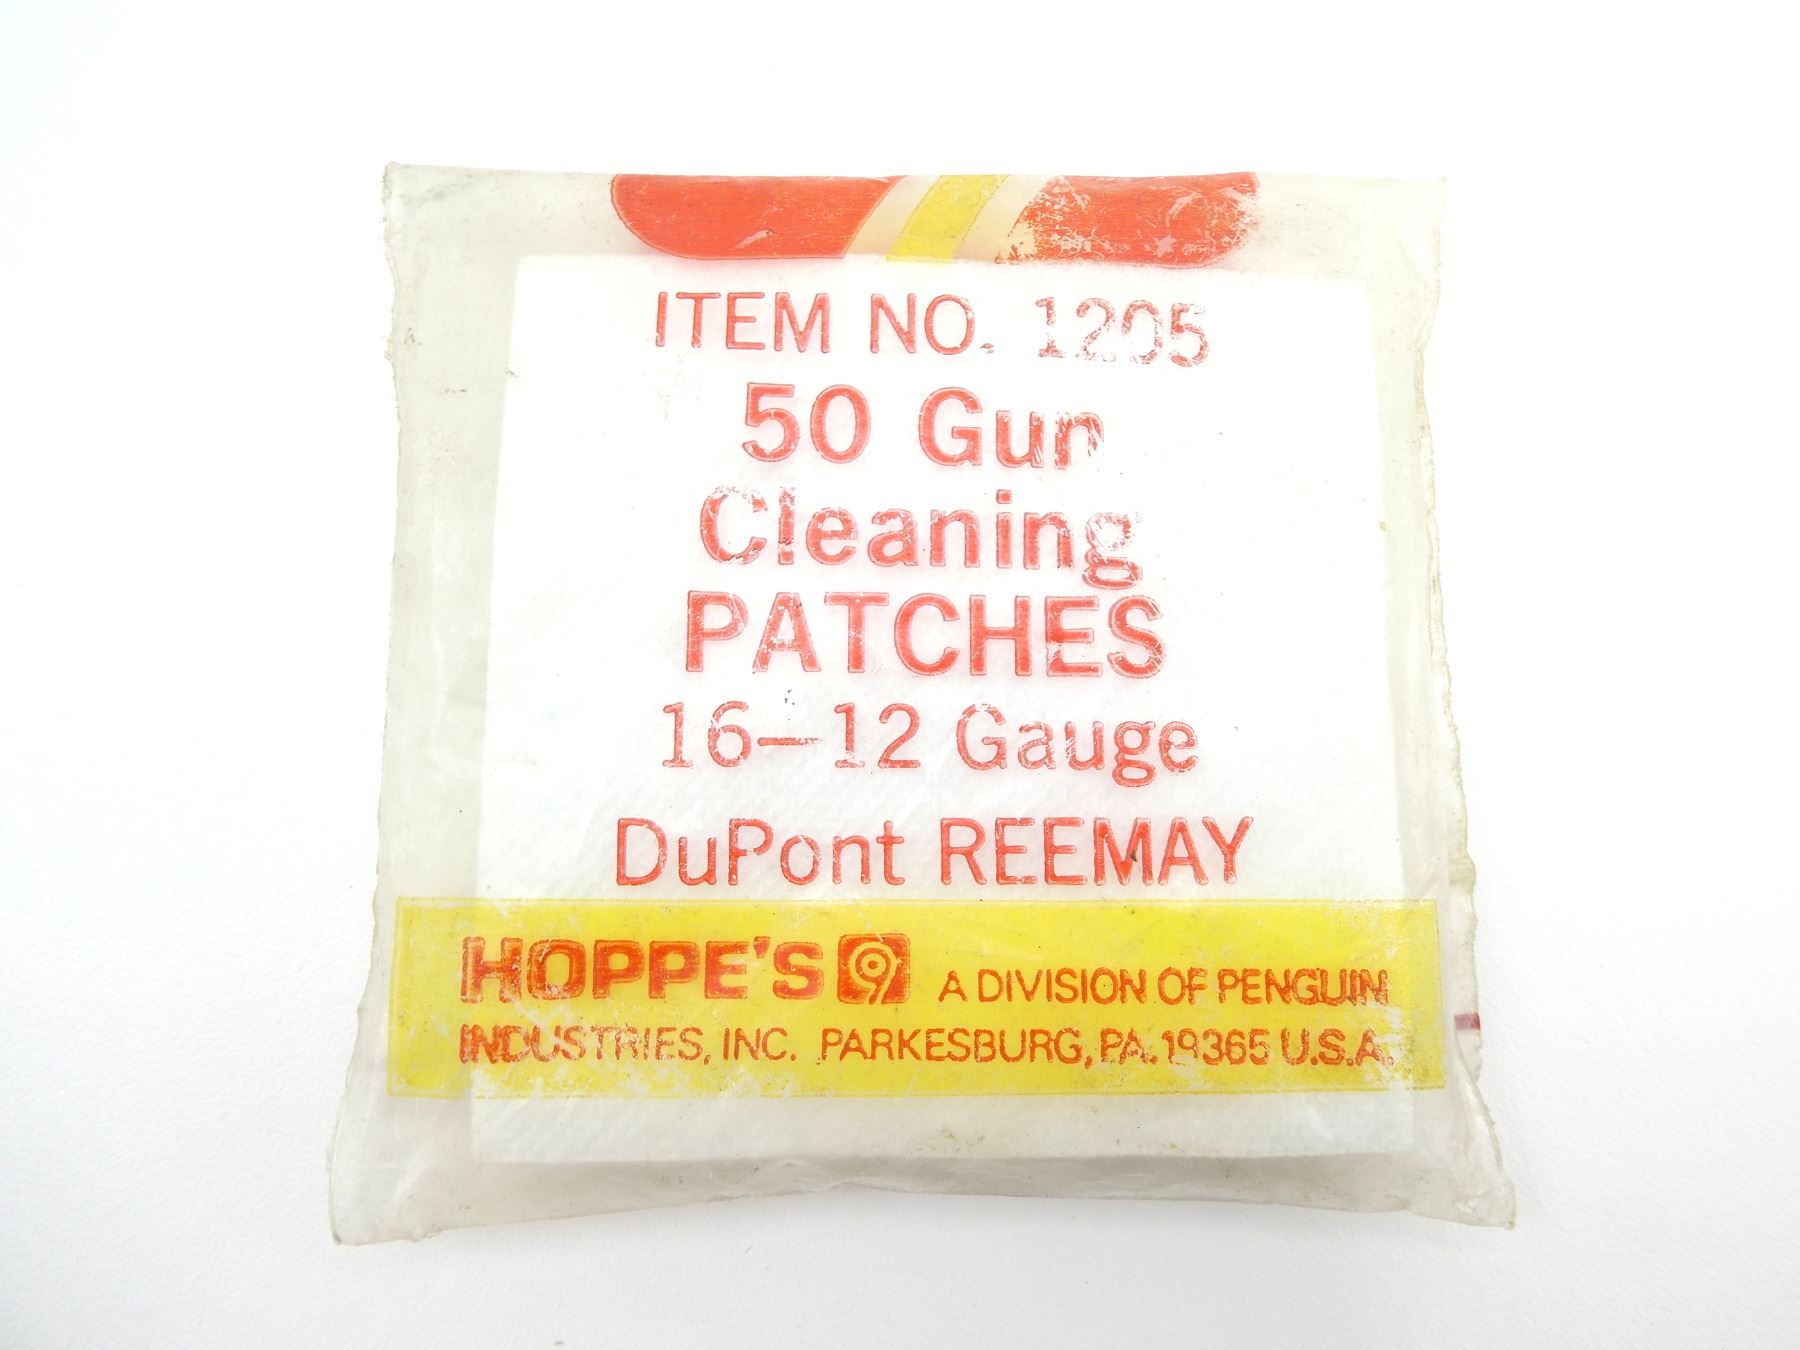 ITEM NO. 1205
50 Gun
Cleaning
PATCHES
16–12 Gauge
DuPont REEMAY
HOPPE'S 9 A DIVISION OF PENGUIN
INDUSTRIES, INC. PARKESBURG, PA. 19365 U.S.A.